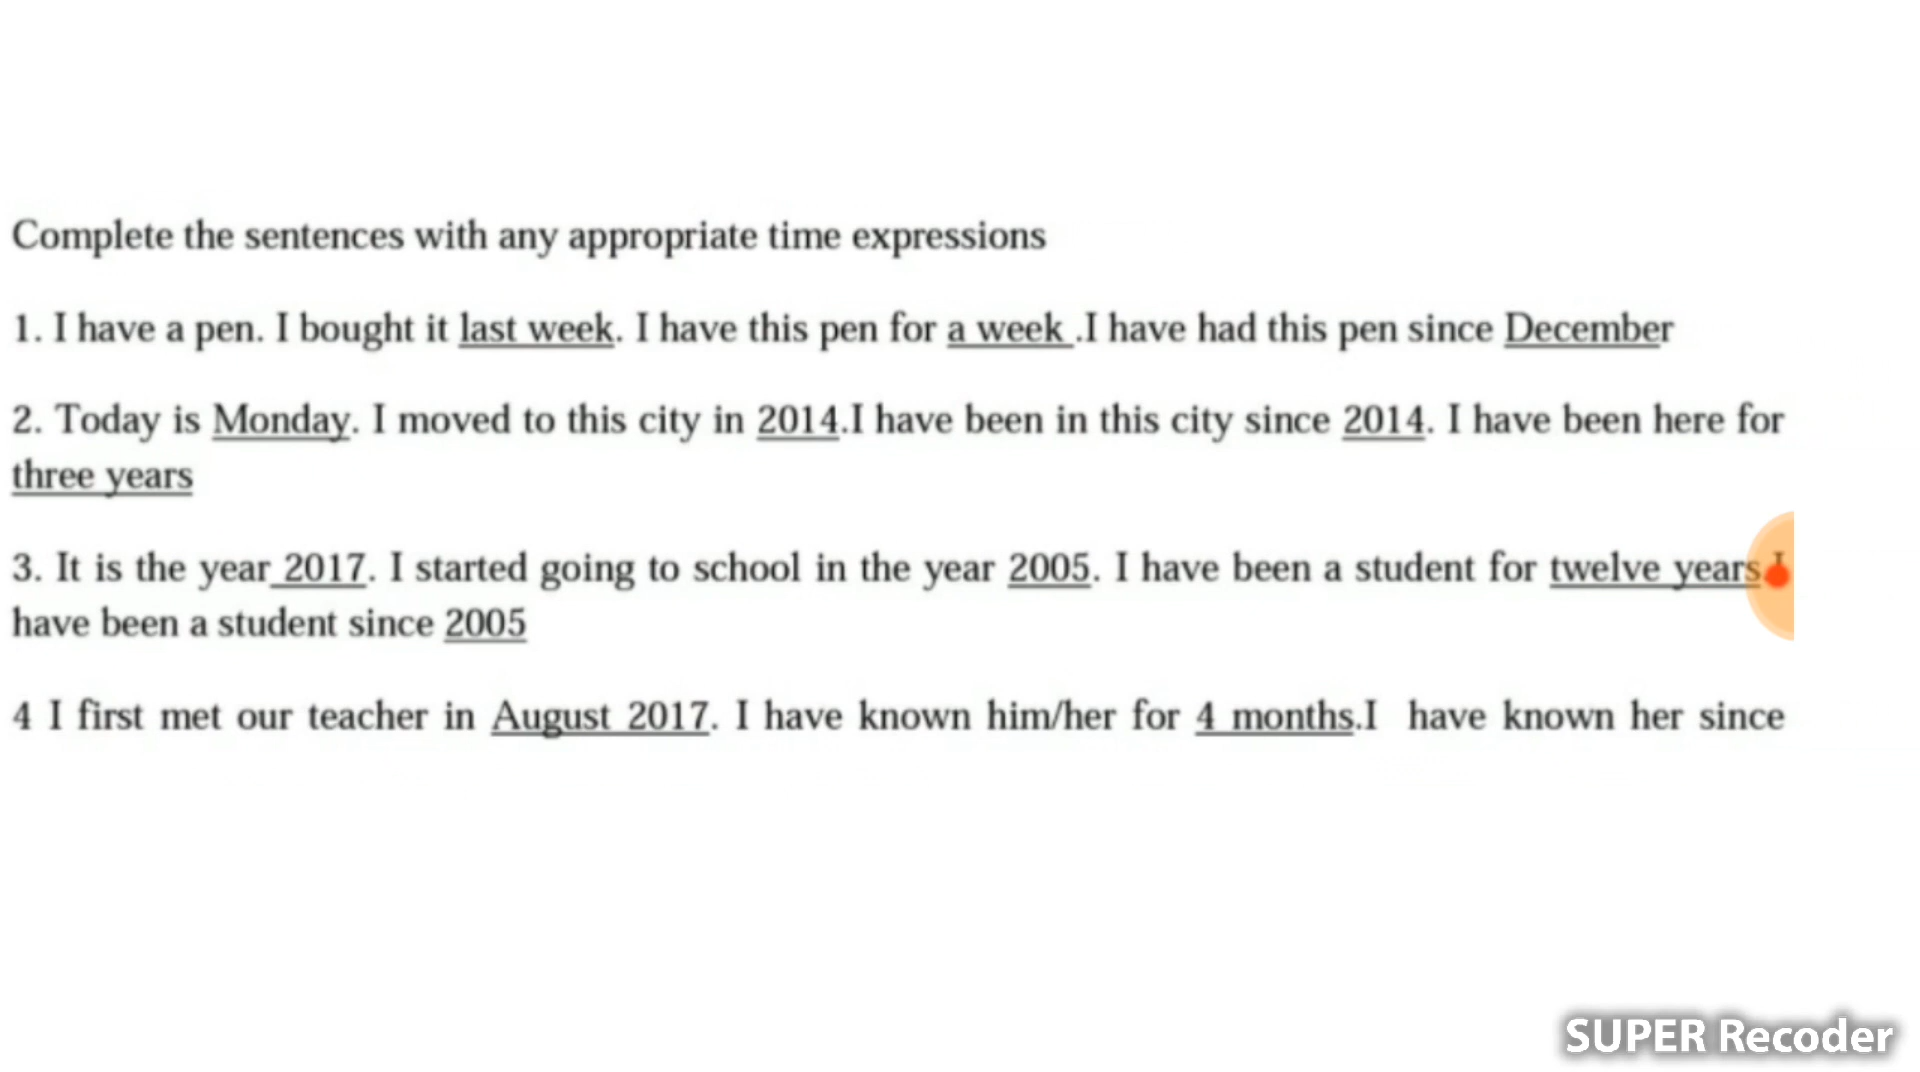 Complete the sentences with any appropriate time expressions
1. I have a pen. I bought it last week. I have this pen for a week .I have had this pen since December
2. Today is Monday. I moved to this city in 2014.I have been in this city since 2014. I have been here for
three years
3. It is the year 2017. I started going to school in the year 2005. I have been a student for twelve years.I
have been a student since 2005
4 I first met our teacher in August 2017. I have known him/her for 4 months.I have known her since
SUPER Recoder